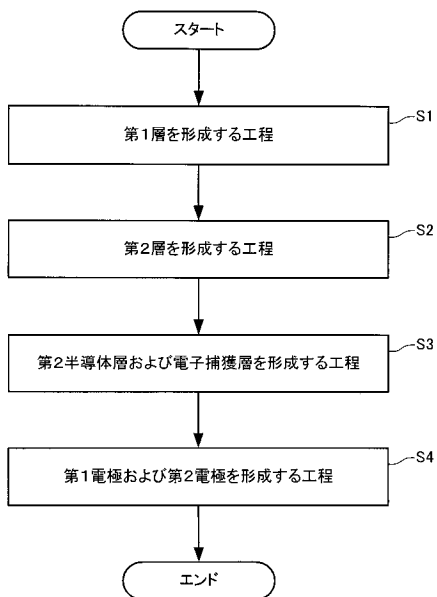 スタート
第1層を形成する工程
S1
第2層を形成する工程
S2
第2半導体層および電子捕獲層を形成する工程
S3
第1電極および第2電極を形成する工程
S4
エンド